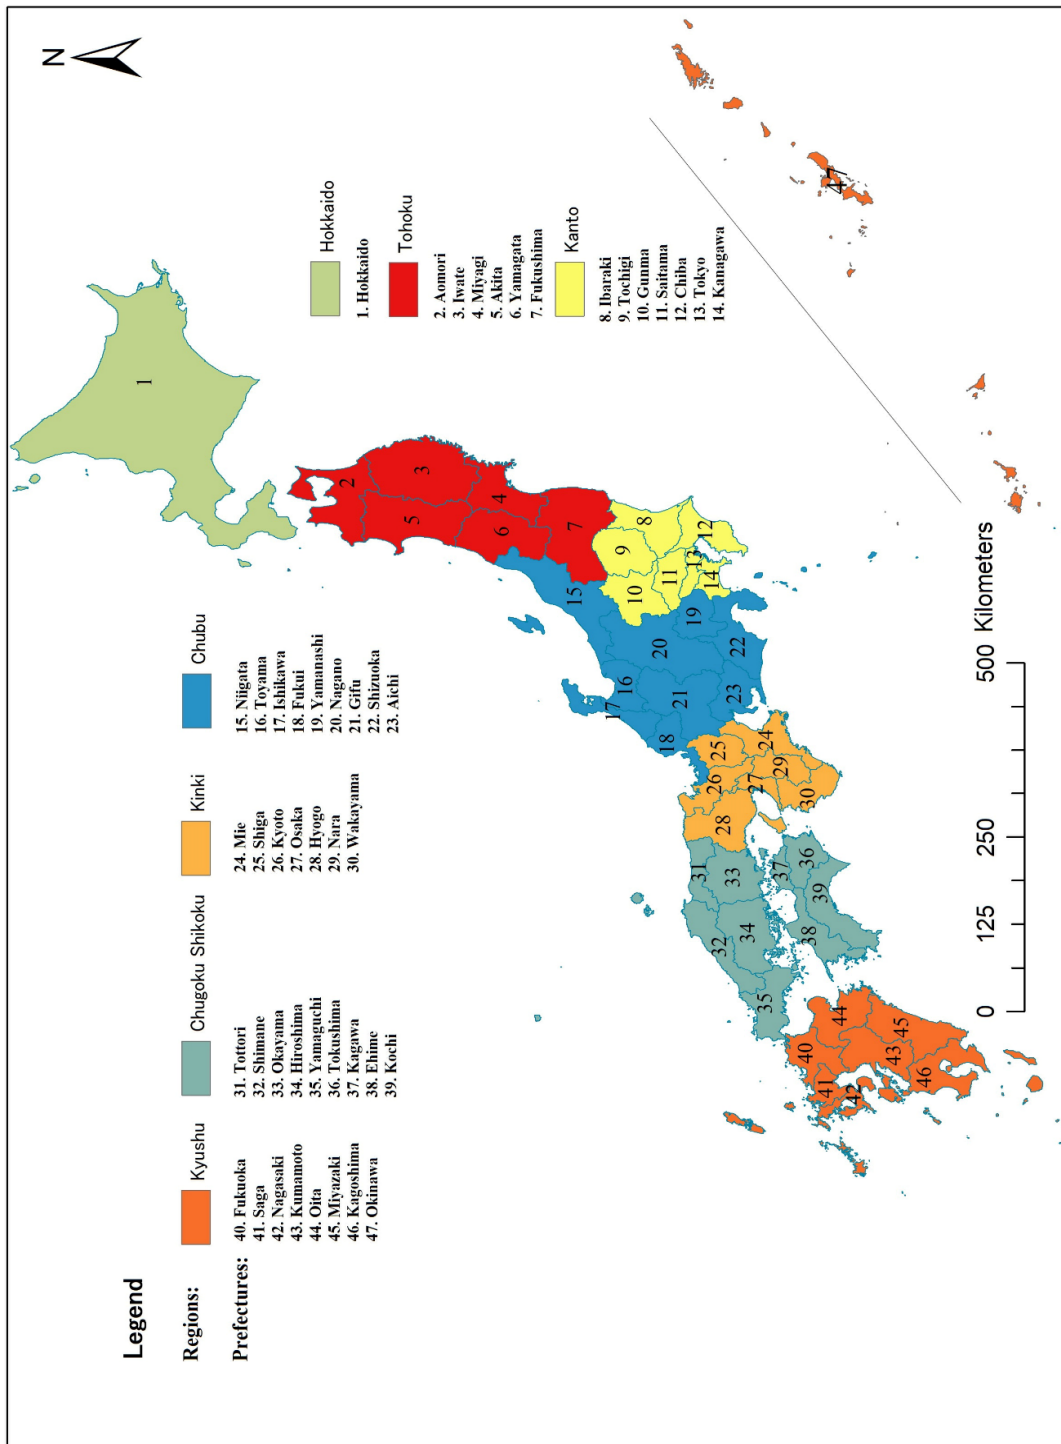 N
Legend
Regions:
Prefectures:
Kyushu
40. Fukuoka
41. Saga
42. Nagasaki
43. Kumamoto
44. Oita
45. Miyazaki
46. Kagoshima
47. Okinawa
Chugoku Shikoku
31. Tottori
32. Shimane
33. Okayama
34. Hiroshima
35. Yamaguchi
36. Tokushima
37. Kagawa
38. Ehime
39. Kochi
Kinki
24. Mie
25. Shiga
26. Kyoto
27. Osaka
28. Hyogo
29. Nara
30. Wakayama
Chubu
15. Niigata
16. Toyama
17. Ishikawa
18. Fukui
19. Yamanashi
20. Nagano
21. Gifu
22. Shizuoka
23. Aichi
Hokkaido
1. Hokkaido
Tohoku
2. Aomori
3. Iwate
4. Miyagi
5. Akita
6. Yamagata
7. Fukushima
Kanto
8. Ibaraki
9. Tochigi
10. Gunma
11. Saitama
12. Chiba
13. Tokyo
14. Kanagawa
1
2
3
4
5
6
7
8
9
10
11
12
13
14
15
16
17
18
19
20
21
22
23
24
25
26
27
28
29
30
31
32
33
34
35
36
37
38
39
40
41
42
43
44
45
46
47
0 125 250 500 Kilometers